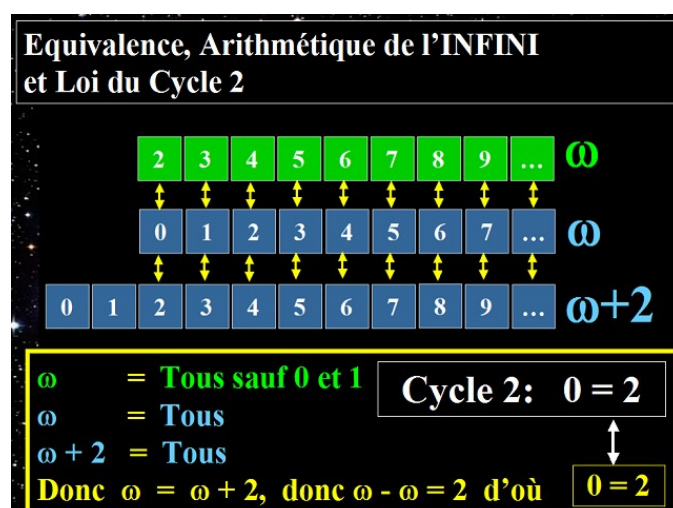 Equivalence, Arithmétique de l'INFINI
et Loi du Cycle 2
2 3 4 5 6 7 8 9 ... ω
0 1 2 3 4 5 6 7 ... ω
0 1 2 3 4 5 6 7 8 9 ... ω+2
ω = Tous sauf 0 et 1
Cycle 2: 0 = 2
ω = Tous
ω + 2 = Tous
Donc ω = ω + 2, donc ω - ω = 2 d'où 0 = 2